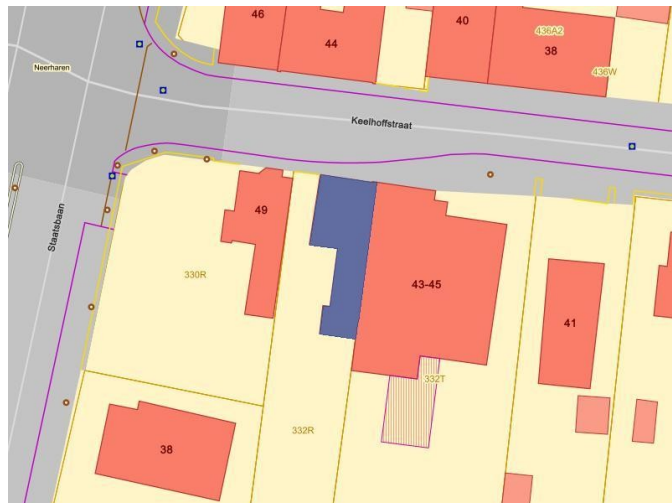 46
44
40
38
436A2
436W
Neerharen
Keelhoffstraat
Staatsbaan
49
330R
43-45
41
332T
332R
38